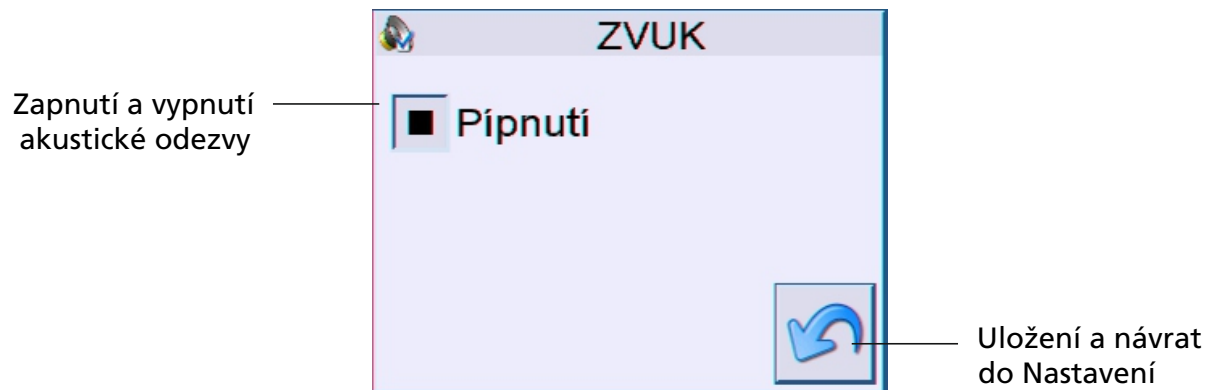 ZVUK
Zapnutí a vypnutí
akustické odezvy
Pípnutí
Uložení a návrat
do Nastavení